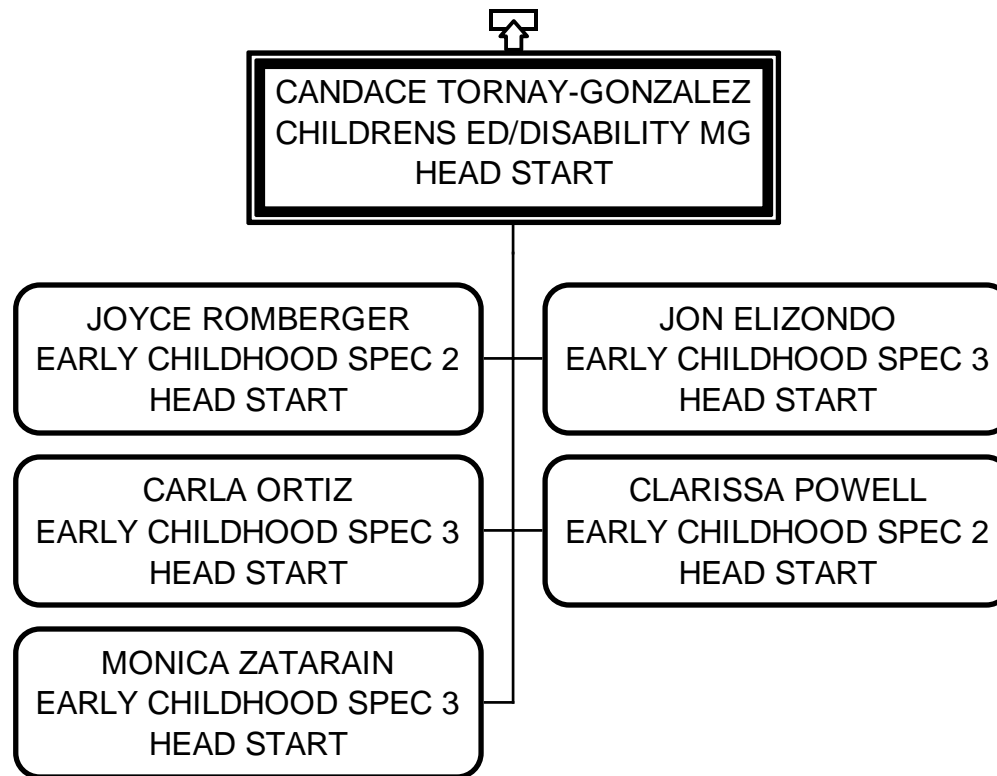 CANDACE TORNAY-GONZALEZ
CHILDRENS ED/DISABILITY MG
HEAD START
JOYCE ROMBERGER
EARLY CHILDHOOD SPEC 2
HEAD START
JON ELIZONDO
EARLY CHILDHOOD SPEC 3
HEAD START
CARLA ORTIZ
EARLY CHILDHOOD SPEC 3
HEAD START
CLARISSA POWELL
EARLY CHILDHOOD SPEC 2
HEAD START
MONICA ZATARAIN
EARLY CHILDHOOD SPEC 3
HEAD START